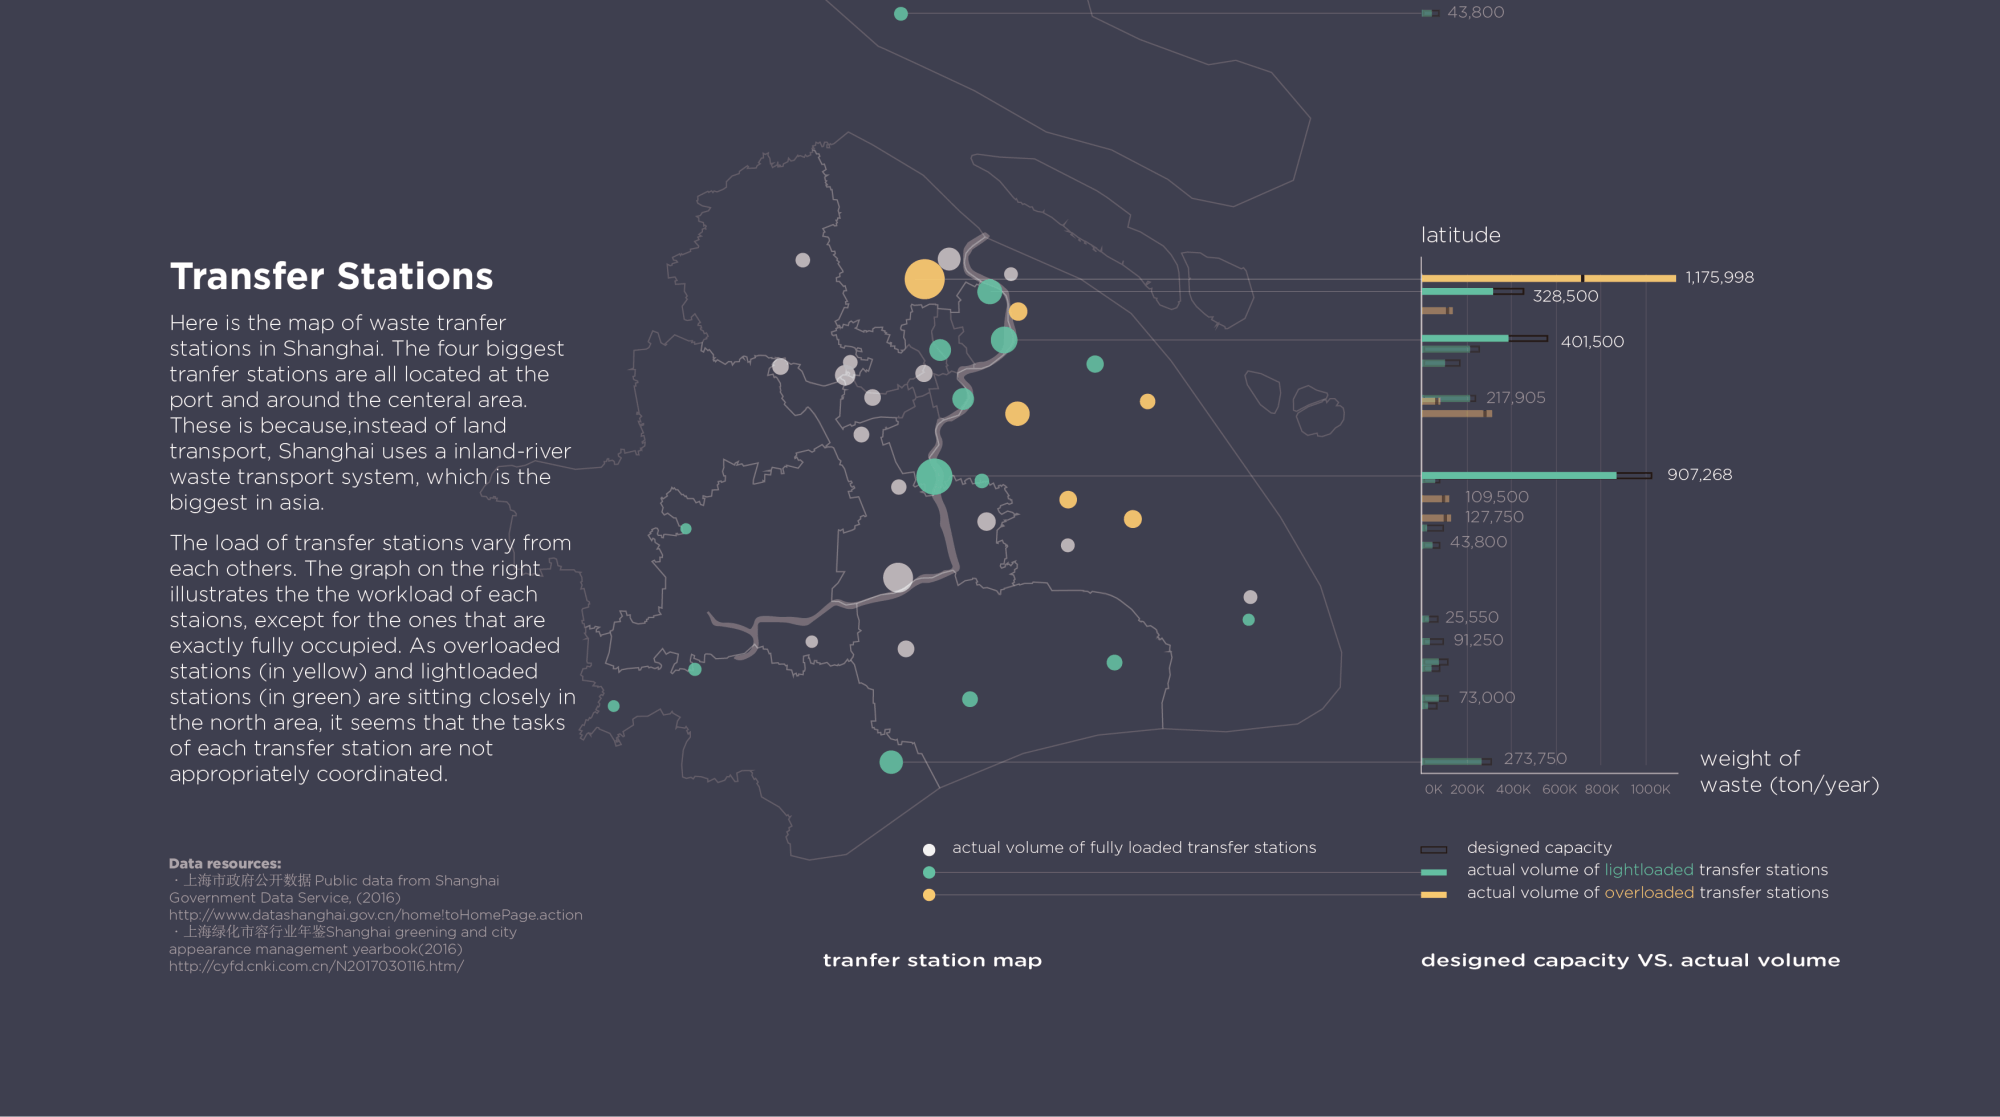 43,800
latitude
Transfer Stations
Here is the map of waste tranfer
stations in Shanghai. The four biggest
tranfer stations are all located at the
port and around the centeral area.
These is because,instead of land
transport, Shanghai uses a inland-river
waste transport system, which is the
biggest in asia.
The load of transfer stations vary from
each others. The graph on the right
illustrates the the workload of each
staions, except for the ones that are
exactly fully occupied. As overloaded
stations (in yellow) and lightloaded
stations (in green) are sitting closely in
the north area, it seems that the tasks
of each transfer station are not
appropriately coordinated.
1,175,998
328,500
401,500
217,905
907,268
109,500
127,750
43,800
25,550
91,250
73,000
273,750
weight of
waste (ton/year)
0K 200K 400K 600K 800K 1000K
Data resources:
· 上海市政府公开数据 Public data from Shanghai
Government Data Service, (2016)
http://www.datashanghai.gov.cn/home!toHomePage.action
· 上海绿化市容行业年鉴Shanghai greening and city
appearance management yearbook(2016)
http://cyfd.cnki.com.cn/N2017030116.htm/
actual volume of fully loaded transfer stations
designed capacity
actual volume of lightloaded transfer stations
actual volume of overloaded transfer stations
tranfer station map
designed capacity VS. actual volume